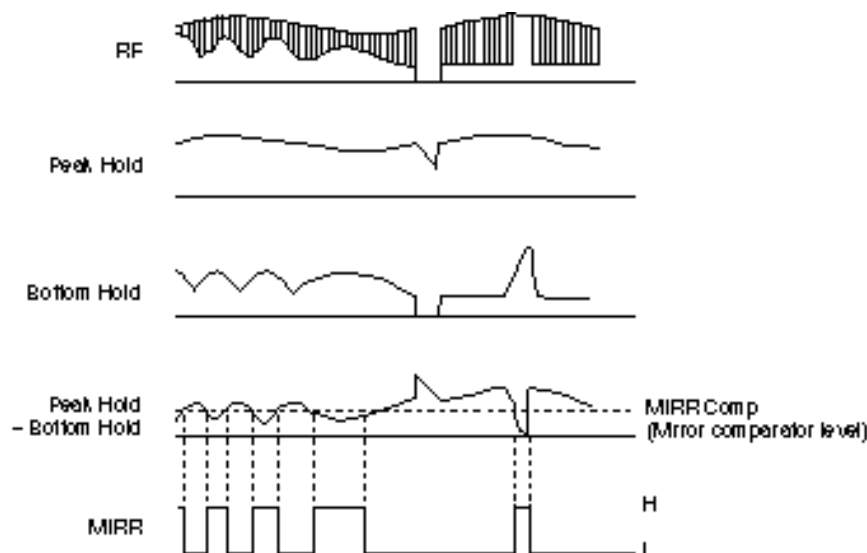 RF
Peak Hold
Bottom Hold
Peak Hold
– Bottom Hold
MIRR Comp
(Mirror comparator level)
H
MIRR
L